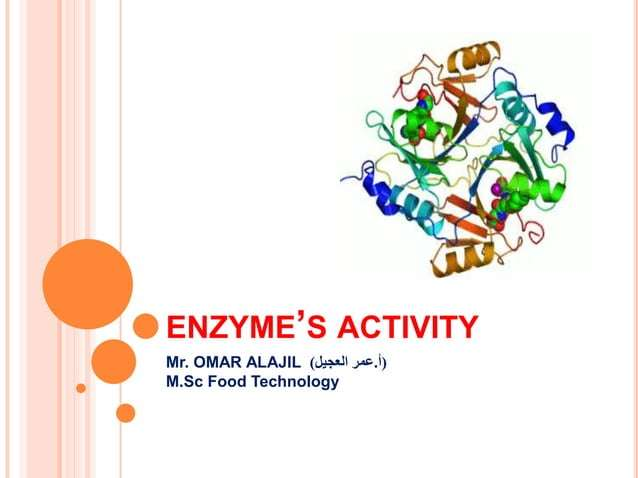 ENZYME’S ACTIVITY
Mr. OMAR ALAJIL (أ.عمر العجيل)
M.Sc Food Technology